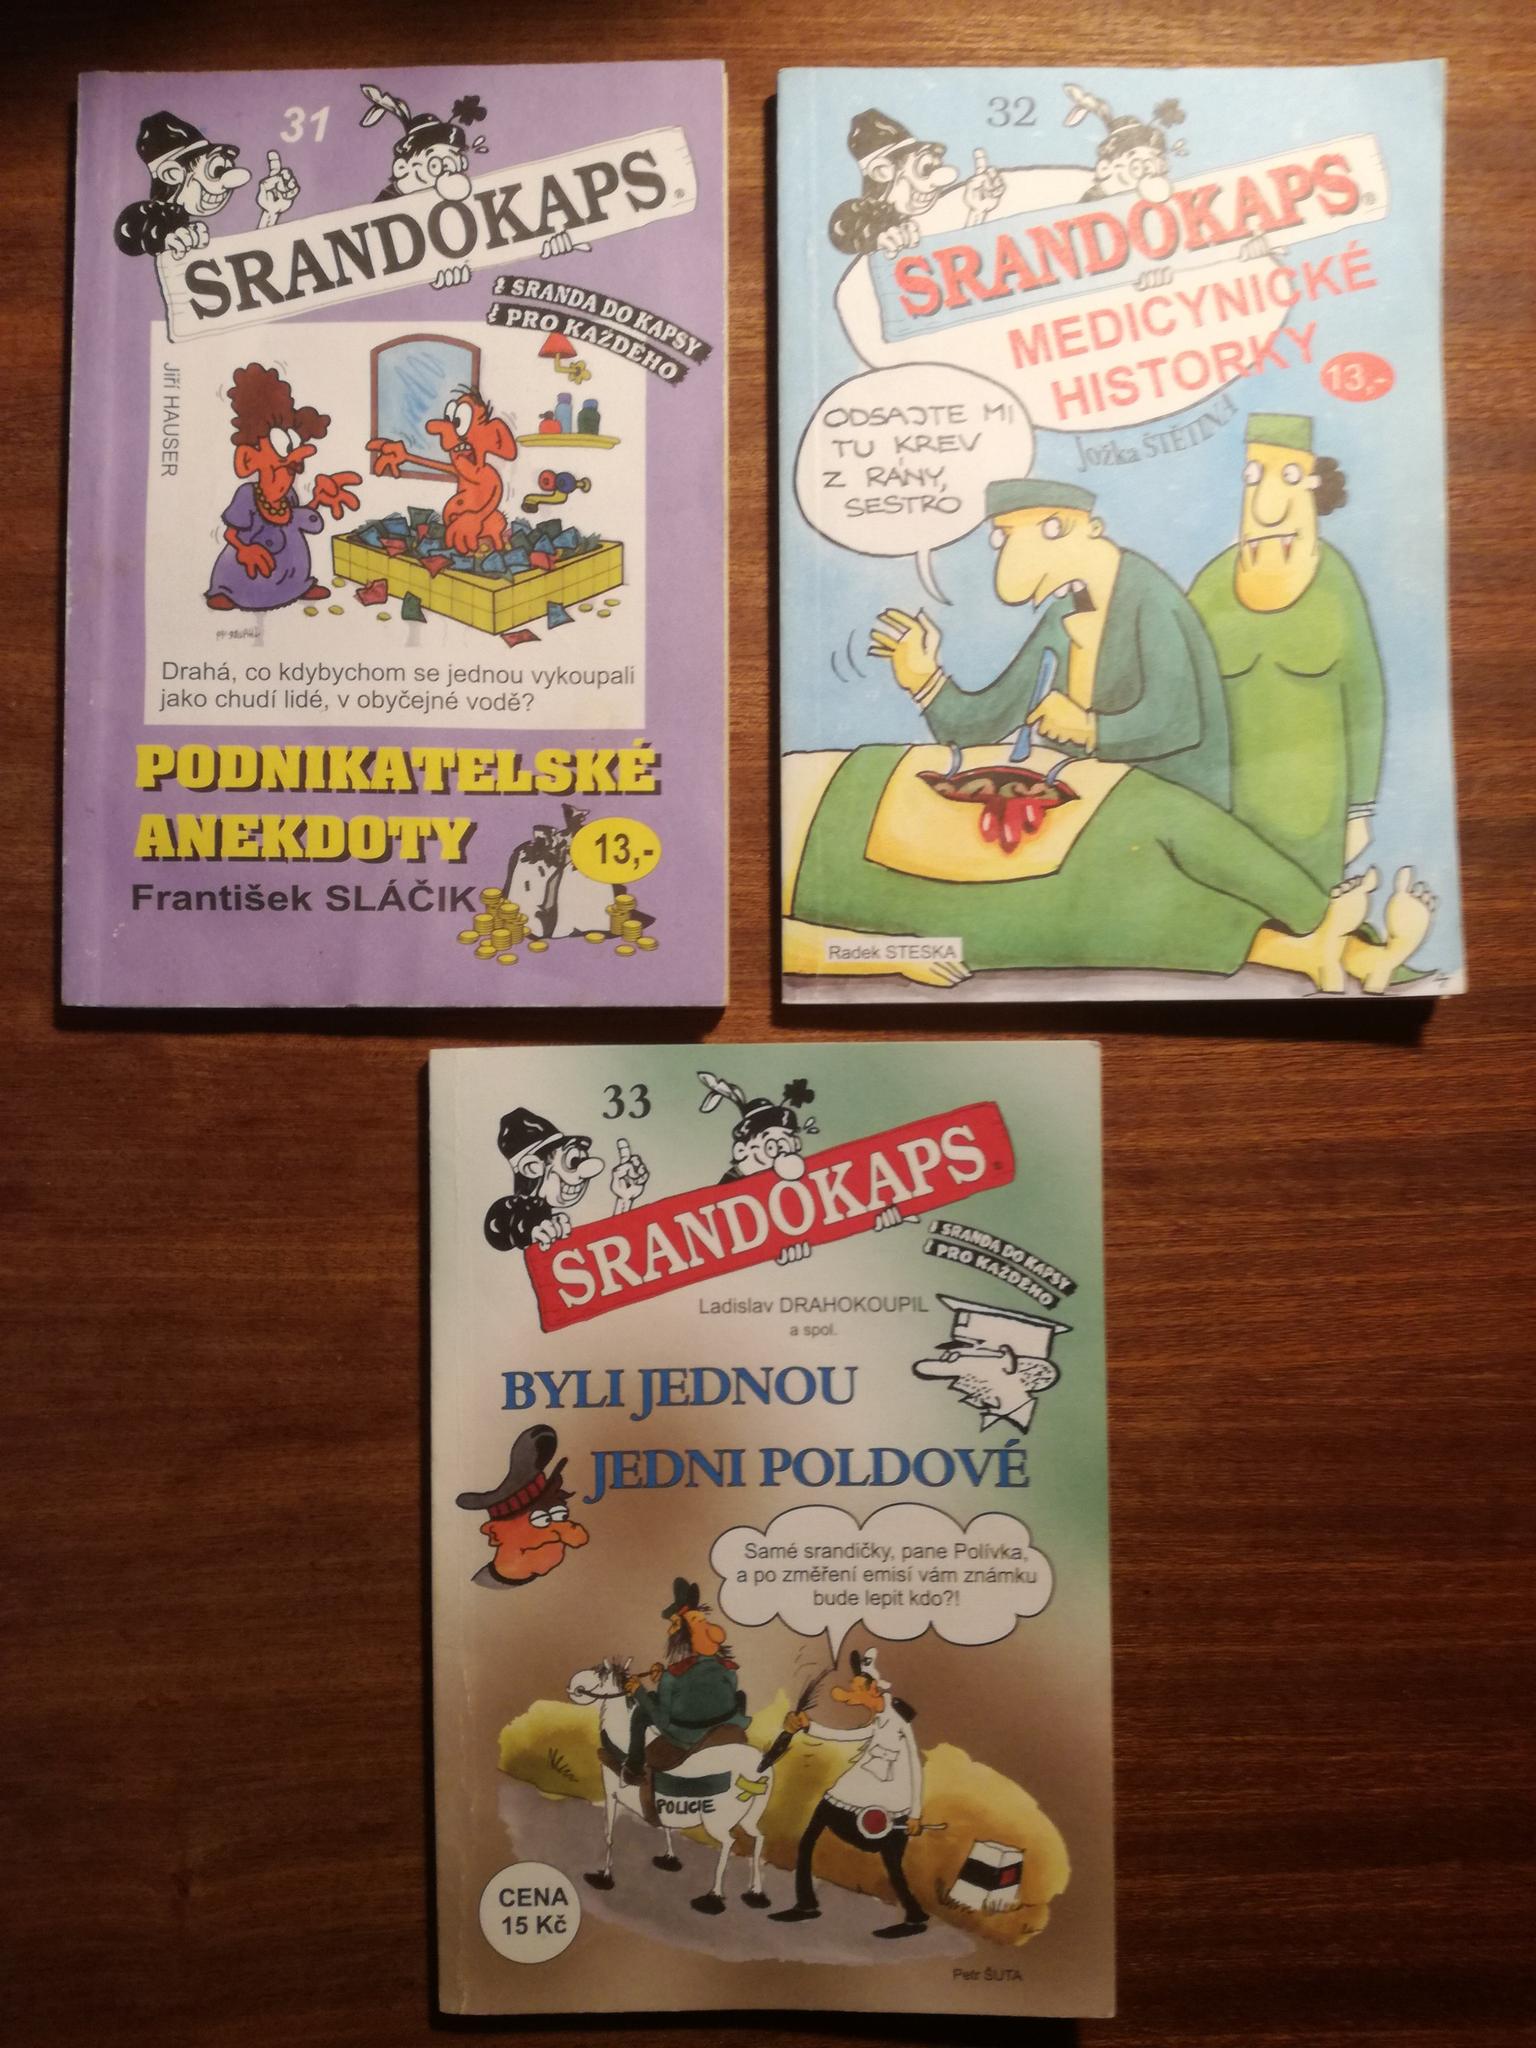 31
SRANDOKAPS®
SRANDA DO KAPSY
PRO KAŽDÉHO
Jiří HAUSER
Drahá, co kdybychom se jednou vykoupali
jako chudí lidé, v obyčejné vodě?
PODNIKATELSKÉ
ANEKDOTY
13,-
František SLÁČIK
32
SRANDOKAPS®
MEDICYNICKÉ
HISTORKY
13,-
Jožka ŠTĚTINA
ODSAJTE MI
TU KREV
Z RÁNY,
SESTRO
Radek STESKA
33
SRANDOKAPS®
SRANDA DO KAPSY
PRO KAŽDÉHO
Ladislav DRAHOKOUPIL
a spol.
BYLI JEDNOU
JEDNI POLDOVÉ
Samé srandičky, pane Polívka,
a po změření emisí vám známku
bude lepit kdo?!
POLICIE
CENA
15 Kč
Petr ŠUTA